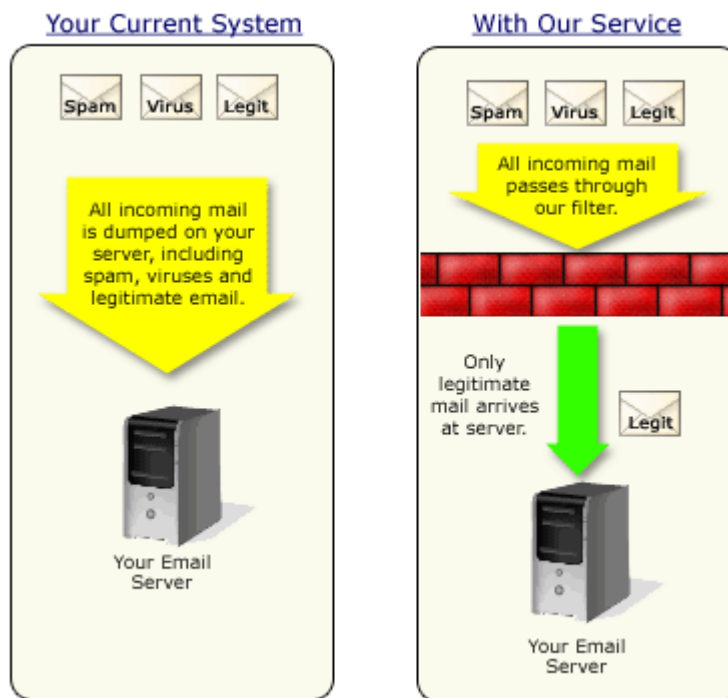 Your Current System
Spam Virus Legit
All incoming mail
is dumped on your
server, including
spam, viruses and
legitimate email.
Your Email
Server
With Our Service
Spam Virus Legit
All incoming mail
passes through
our filter.
Only
legitimate
mail arrives
at server.
Legit
Your Email
Server